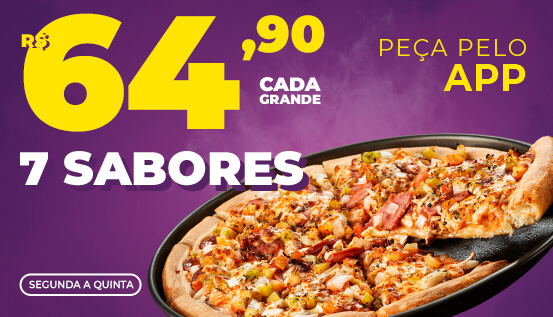 R$ 64,90
CADA
GRANDE
PEÇA PELO
APP
7 SABORES
SEGUNDA A QUINTA